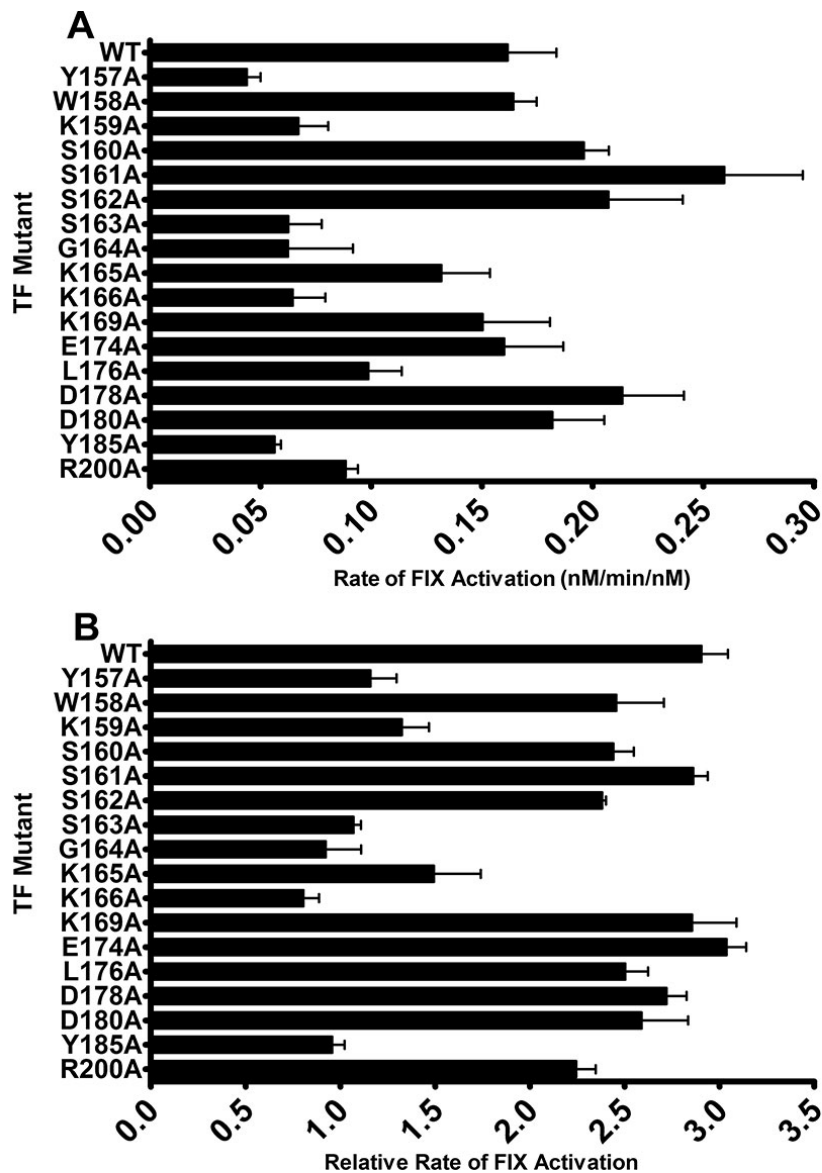 A
TF Mutant
WT
Y157A
W158A
K159A
S160A
S161A
S162A
S163A
G164A
K165A
K166A
K169A
E174A
L176A
D178A
D180A
Y185A
R200A
0.00 0.05 0.10 0.15 0.20 0.25 0.30
Rate of FIX Activation (nM/min/nM)
B
TF Mutant
WT
Y157A
W158A
K159A
S160A
S161A
S162A
S163A
G164A
K165A
K166A
K169A
E174A
L176A
D178A
D180A
Y185A
R200A
0.0 0.5 1.0 1.5 2.0 2.5 3.0 3.5
Relative Rate of FIX Activation